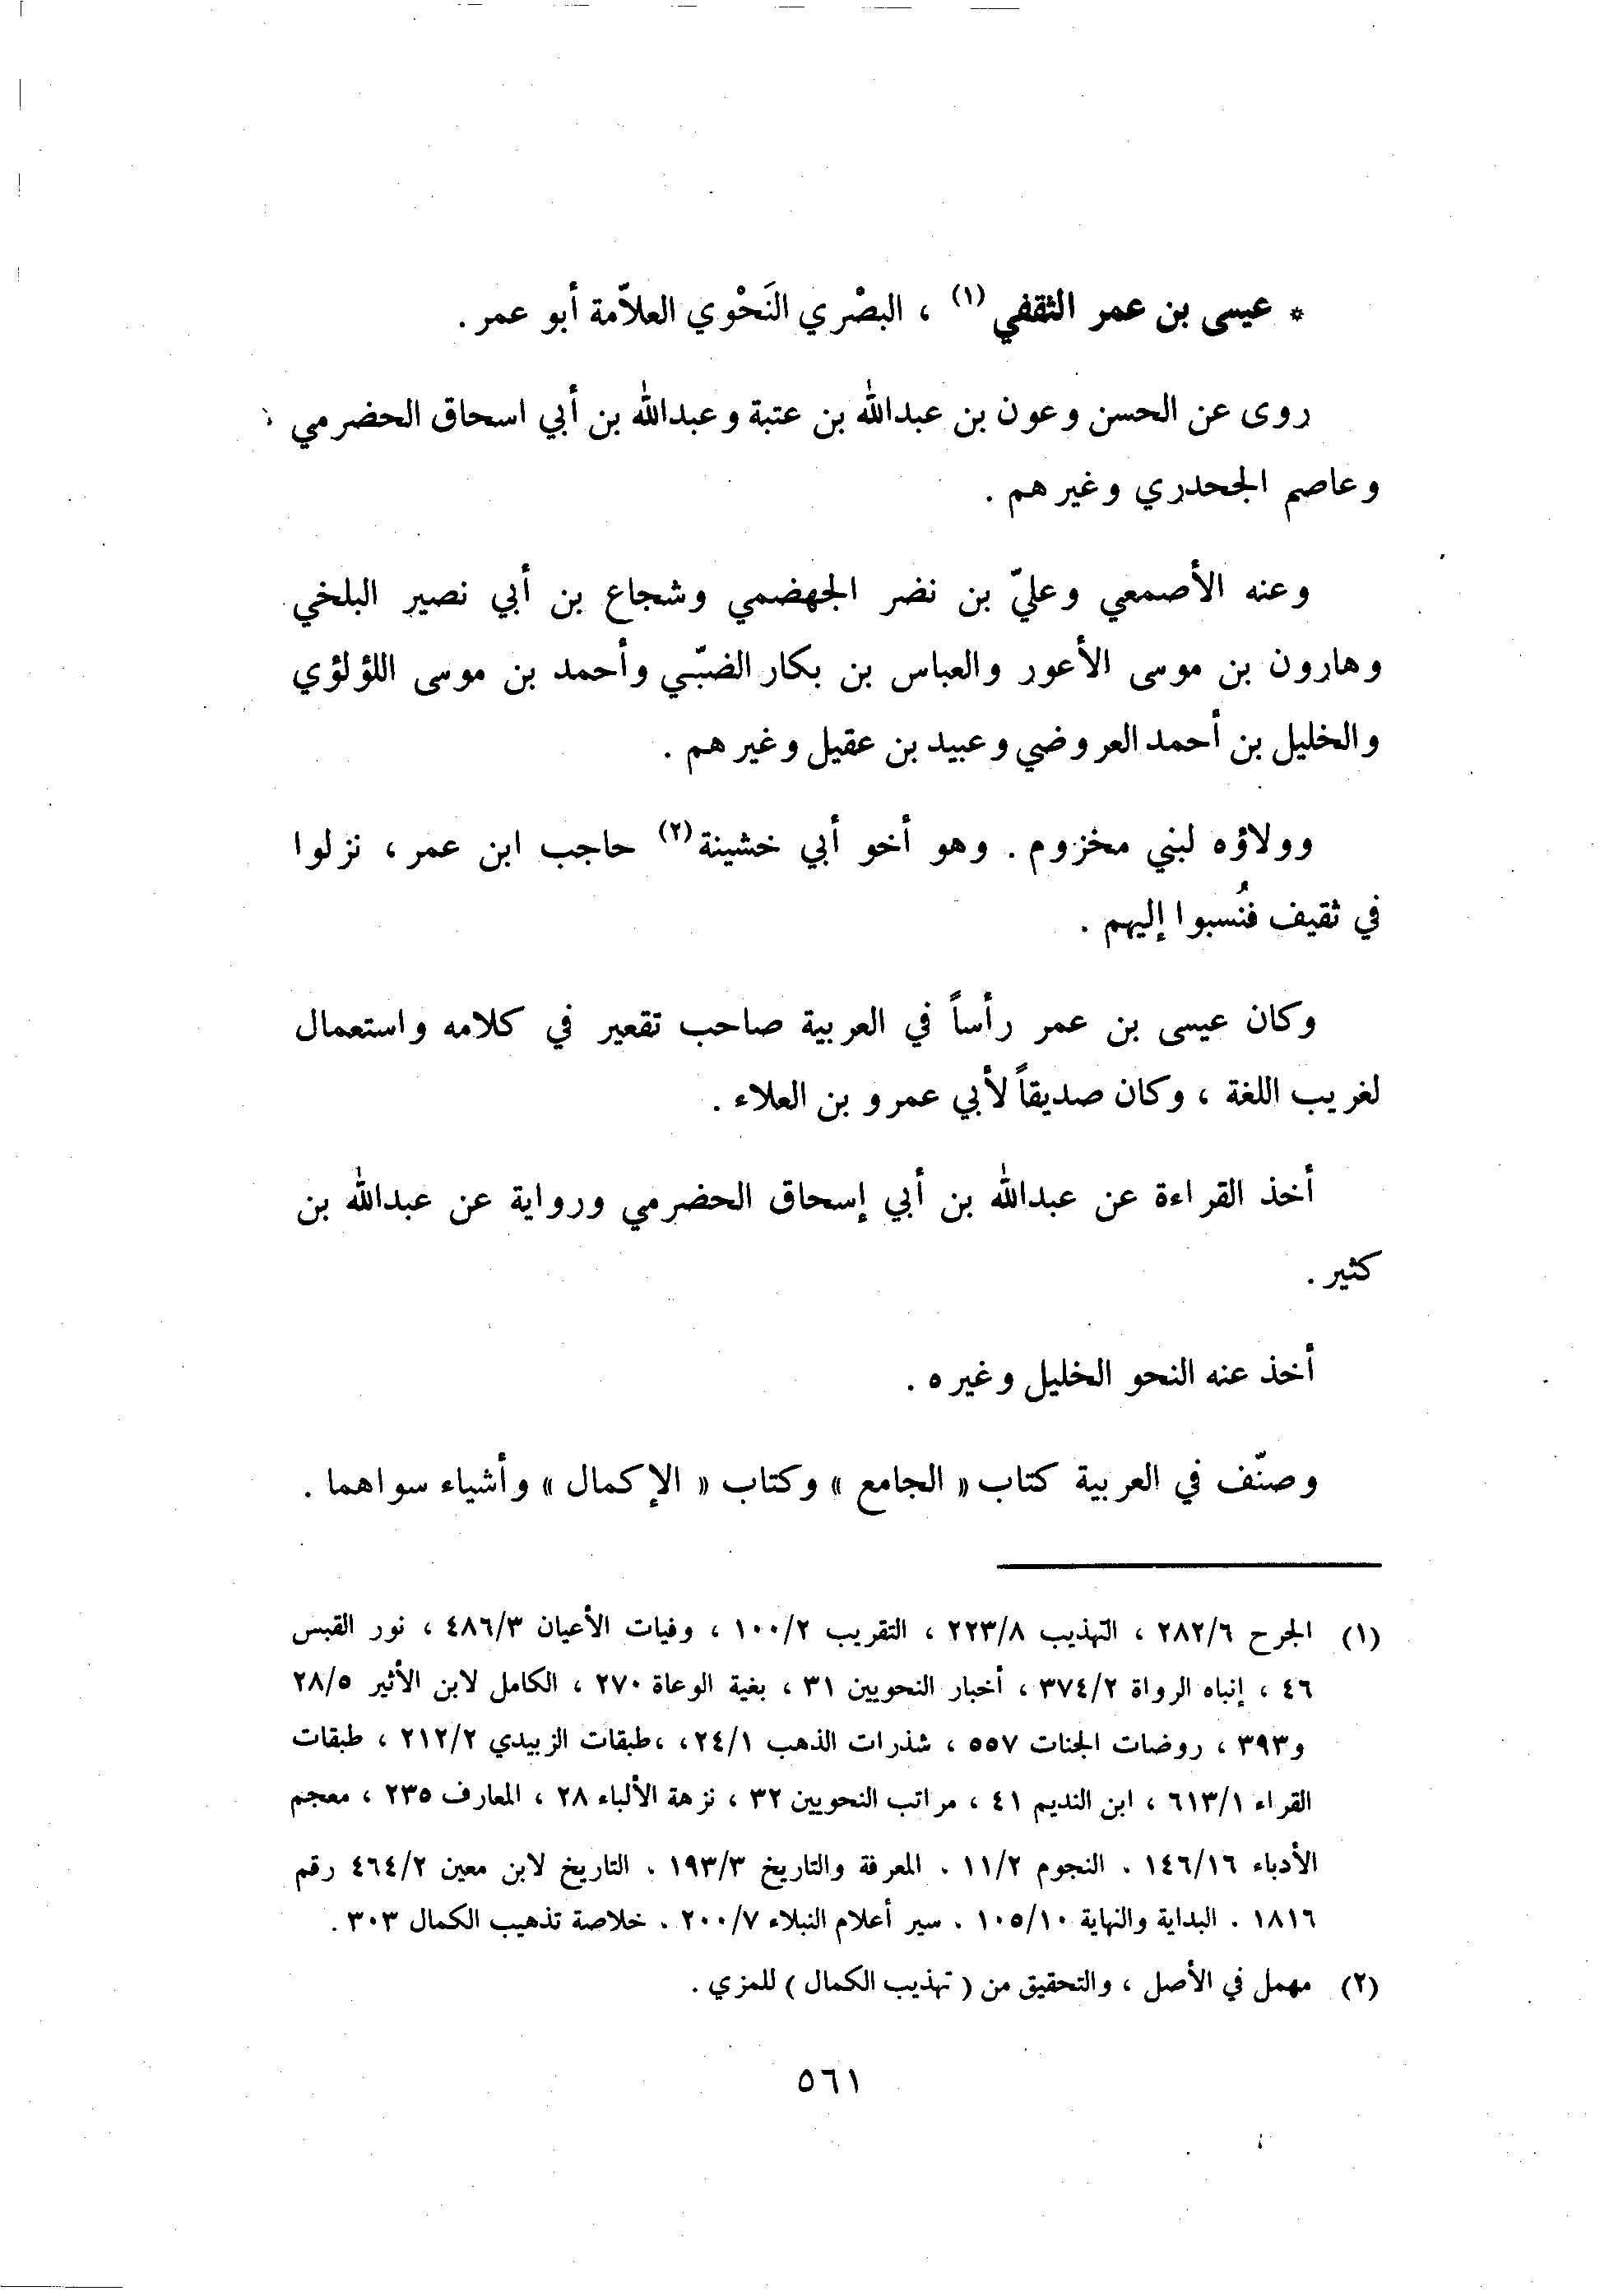 * عيسى بن عمر الثقفي (١) ، البصْري النَحْوي العلاّمة أبو عمر .
روى عن الحسن وعون بن عبدالله بن عتبة وعبدالله بن أبي اسحاق الحضرمي
وعاصم الجحدري وغيرهم .
وعنه الأصمعي وعليّ بن نضر الجهضمي وشجاع بن أبي نصير البلخي
وهارون بن موسى الأعور والعباس بن بكار الضبّي وأحمد بن موسى اللؤلؤي
والخليل بن أحمد العروضي وعبيد بن عقيل وغيرهم .
وولاؤه لبني مخزوم . وهو أخو أبي خشينة (٢) حاجب ابن عمر ، نزلوا
في ثقيف فنُسبوا إليهم .
وكان عيسى بن عمر رأساً في العربية صاحب تقعير في كلامه واستعمال
لغريب اللغة ، وكان صديقاً لأبي عمرو بن العلاء .
أخذ القراءة عن عبدالله بن أبي إسحاق الحضرمي ورواية عن عبدالله بن
كثير .
أخذ عنه النحو الخليل وغيره .
وصنّف في العربية كتاب « الجامع » وكتاب « الإكمال » وأشياء سواهما .
(١) الجرح ٢٨٢/٦ ، التهذيب ٢٢٣/٨ ، التقريب ١٠٠/٢ ، وفيات الأعيان ٤٨٦/٣ ، نور القبس
٤٦ ، إنباه الرواة ٣٧٤/٢ ، أخبار النحويين ٣١ ، بغية الوعاة ٢٧٠ ، الكامل لابن الأثير ٢٨/٥
و٣٩٣ ، روضات الجنات ٥٥٧ ، شذرات الذهب ٢٤/١ ، ،طبقات الزبيدي ٢١٢/٢ ، طبقات
القراء ٦١٣/١ ، ابن النديم ٤١ ، مراتب النحويين ٣٢ ، نزهة الألباء ٢٨ ، المعارف ٢٣٥ ، معجم
الأدباء ١٤٦/١٦ . النجوم ١١/٢ . المعرفة والتاريخ ١٩٣/٣ . التاريخ لابن معين ٤٦٤/٢ رقم
١٨١٦ . البداية والنهاية ١٠٥/١٠ . سير أعلام النبلاء ٢٠٠/٧ . خلاصة تذهيب الكمال ٣٠٣ .
(٢) مهمل في الأصل ، والتحقيق من ( تهذيب الكمال ) للمزي .
٥٦١